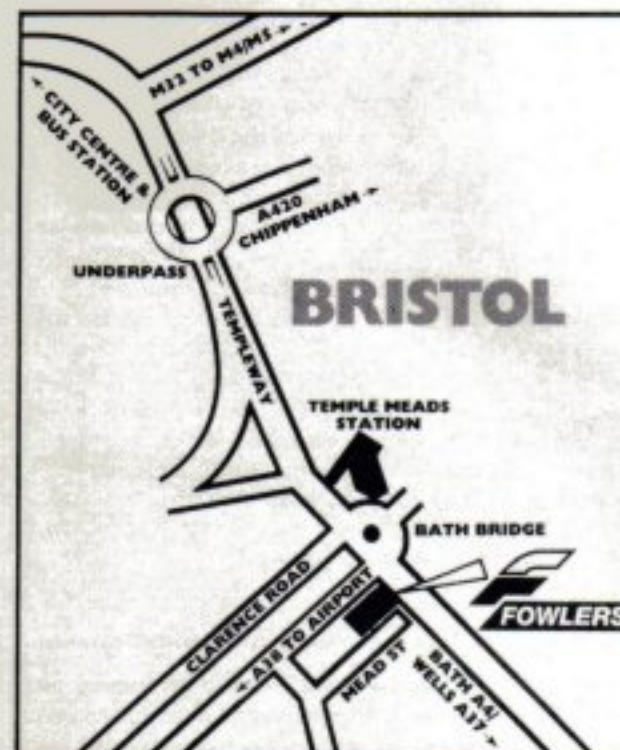 M32 TO M4/M5
CITY CENTRE &
BUS STATION
A420
CHIPPENHAM
UNDERPASS
BRISTOL
TEMPLEWAY
TEMPLE MEADS
STATION
BATH BRIDGE
FOWLERS
CLARENCE ROAD
A38 TO AIRPORT
MEAD ST
BATH A4/
WELLS A37